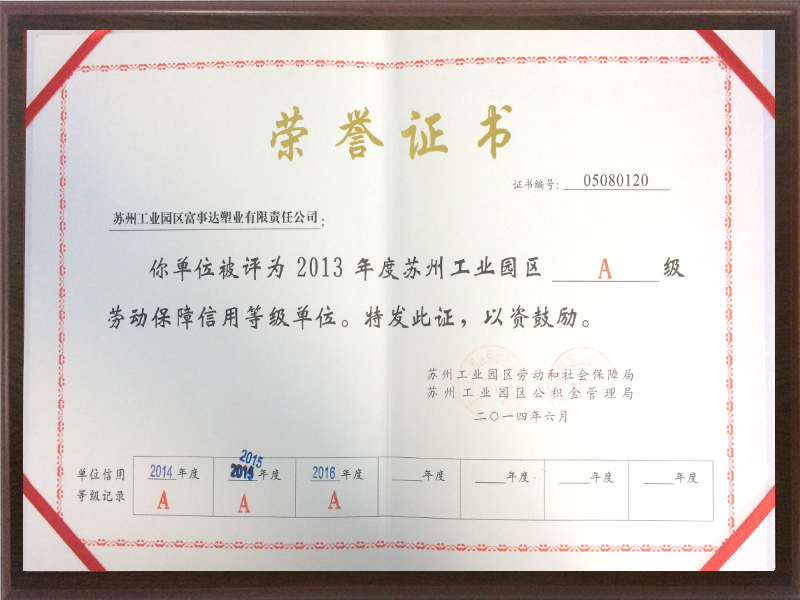 荣誉证书
证书编号: 05080120
苏州工业园区富事达塑业有限责任公司:
你单位被评为 2013 年度苏州工业园区 A 级
劳动保障信用等级单位。特发此证，以资鼓励。
苏州工业园区劳动和社会保障局
苏州工业园区公积金管理局
二〇一四年六月
2015
单位信用 2014 年度 年度 2016 年度 年度 年度 年度 年度
等级记录 A A A